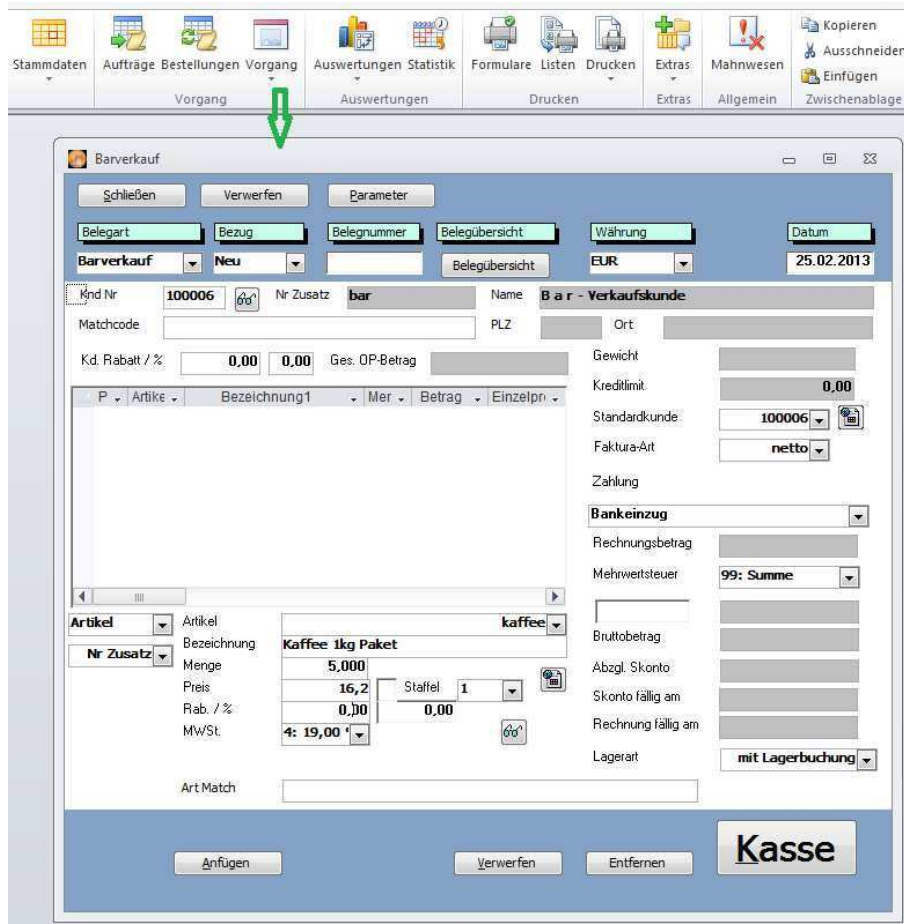 Stammdaten Aufträge Bestellungen Vorgang Auswertungen Statistik Formulare Listen Drucken Extras Mahnwesen
Kopieren
Ausschneiden
Einfügen
Vorgang Auswertungen Drucken Extras Allgemein Zwischenablage
Barverkauf
Schließen Verwerfen Parameter
Belegart Bezug Belegnummer Belegübersicht Währung Datum
Barverkauf Neu Belegübersicht EUR 25.02.2013
Knd Nr 100006 Nr Zusatz bar Name B a r - Verkaufskunde
Matchcode PLZ Ort
Kd. Rabatt / % 0,00 0,00 Ges. OP-Betrag Gewicht
Kreditlimit 0,00
P Artike Bezeichnung1 Mer Betrag Einzelpr
Standardkunde 100006
Faktura-Art netto
Zahlung
Bankeinzug
Rechnungsbetrag
Mehrwertsteuer 99: Summe
Artikel Artikel kaffee
Bezeichnung Kaffee 1kg Paket Bruttobetrag
Nr Zusatz Menge 5,000 Abzgl. Skonto
Preis 16,2 Staffel 1 Skonto fällig am
Rab. / % 0,00 0,00
MWSt. 4: 19,00 Rechnung fällig am
Lagerart mit Lagerbuchung
Art Match
Anfügen Verwerfen Entfernen Kasse